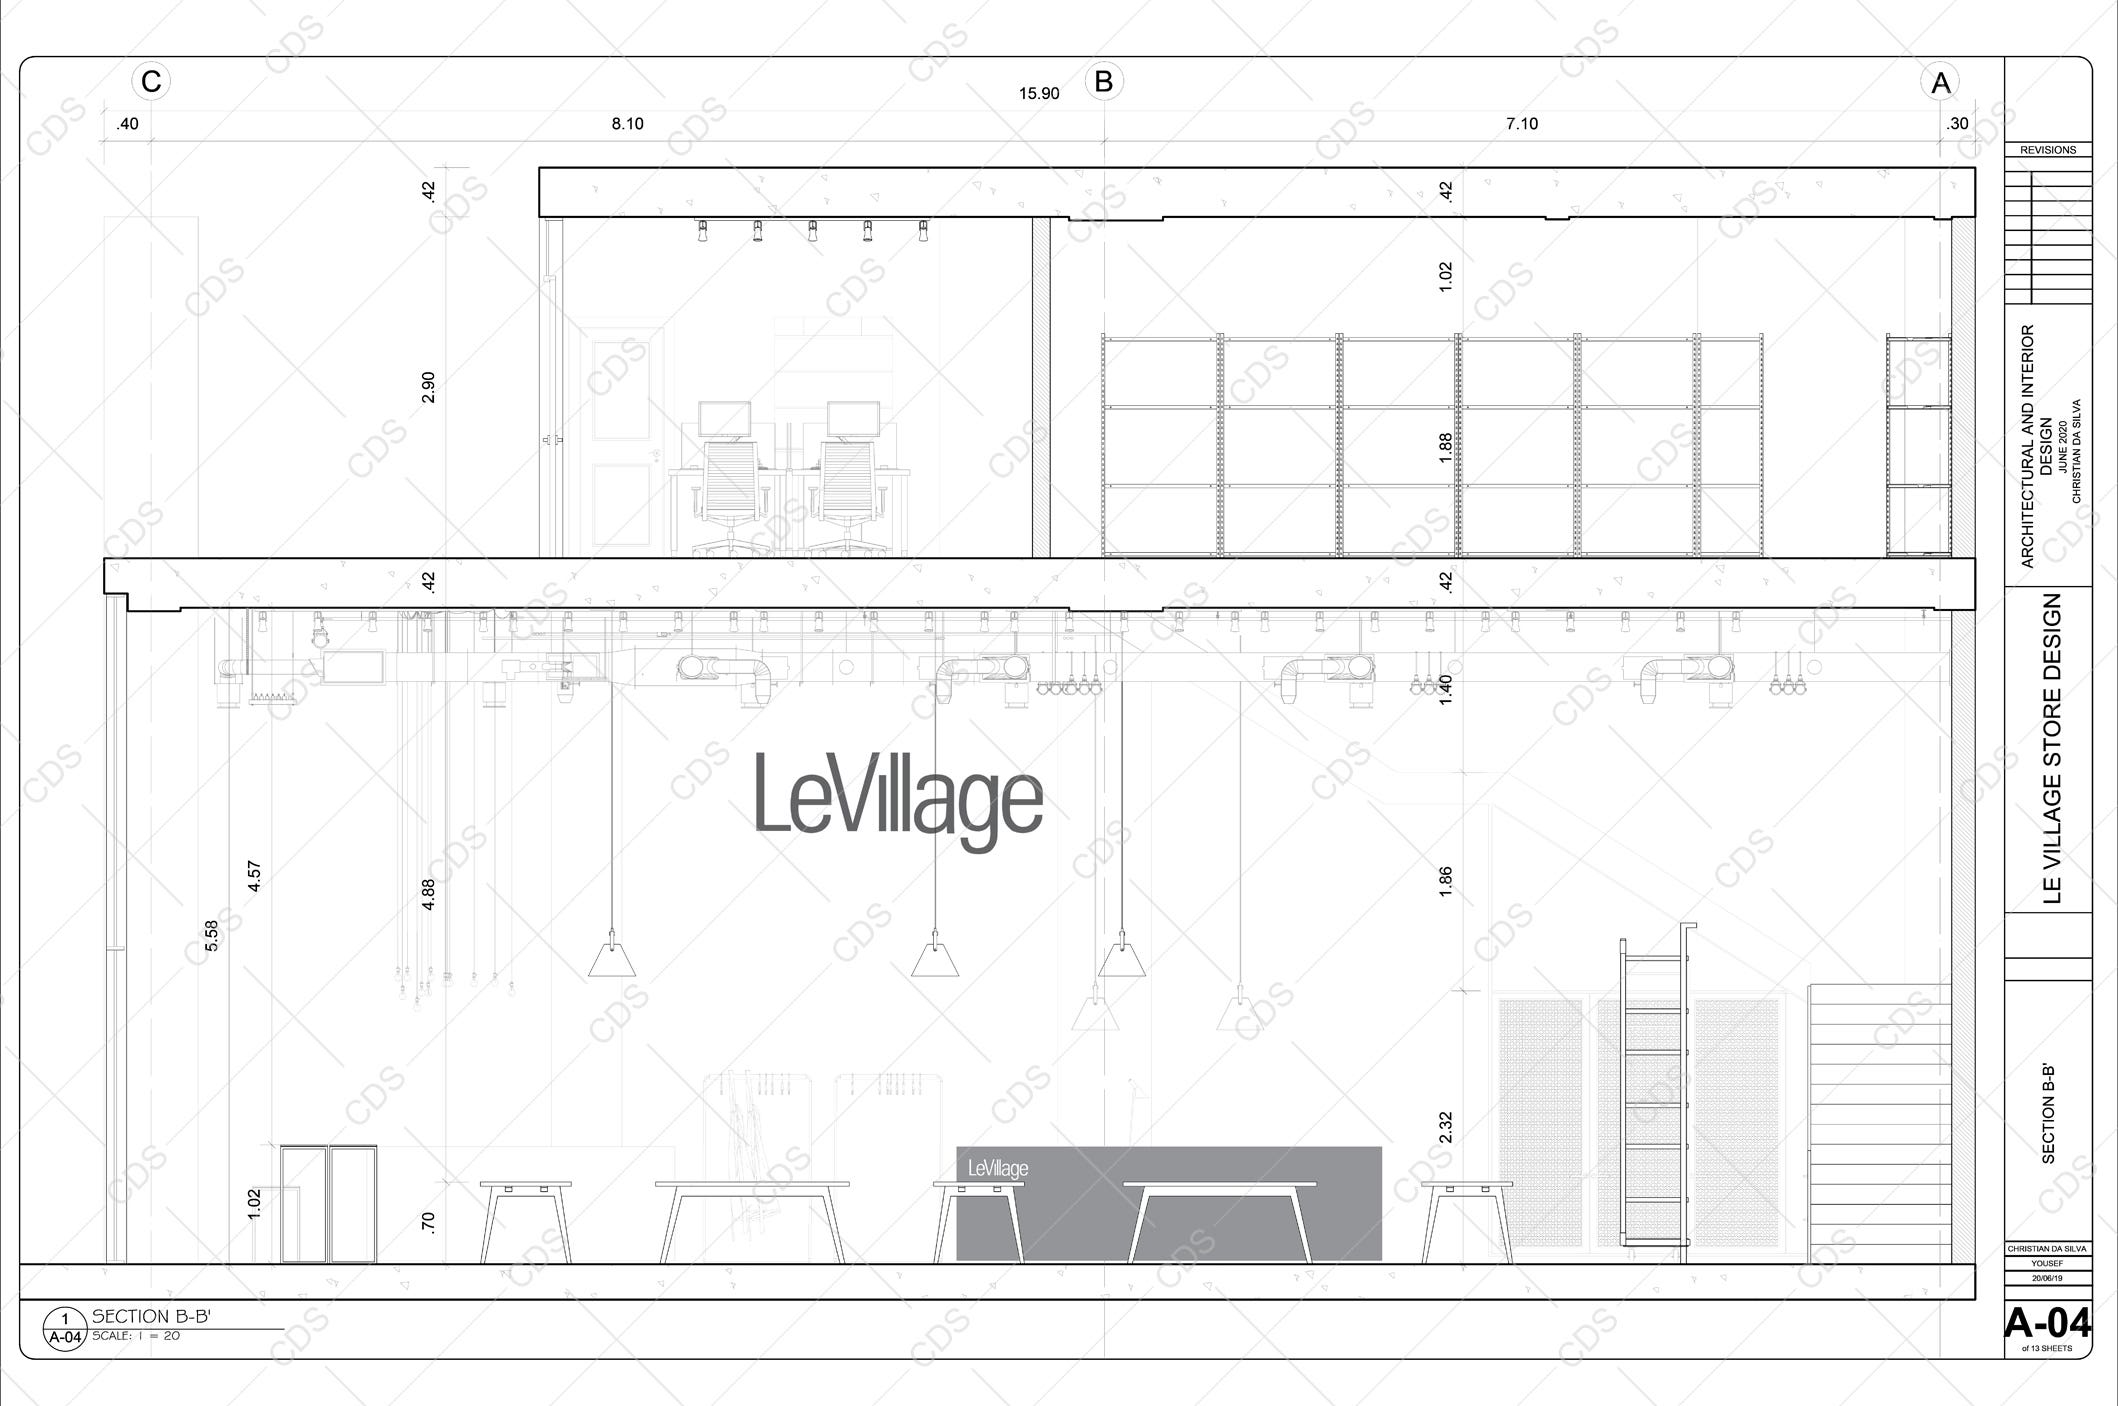 C
B
A
15.90
.40
8.10
7.10
.30
.42
.42
1.02
2.90
1.88
.42
.42
1.40
LeVillage
4.57
4.88
1.86
5.58
2.32
LeVillage
1.02
.70
1
A-04
SECTION B-B'
SCALE: 1 = 20
REVISIONS
ARCHITECTURAL AND INTERIOR
DESIGN
JUNE 2020
CHRISTIAN DA SILVA
LE VILLAGE STORE DESIGN
SECTION B-B'
CHRISTIAN DA SILVA
YOUSEF
20/06/19
A-04
of 13 SHEETS
CDS